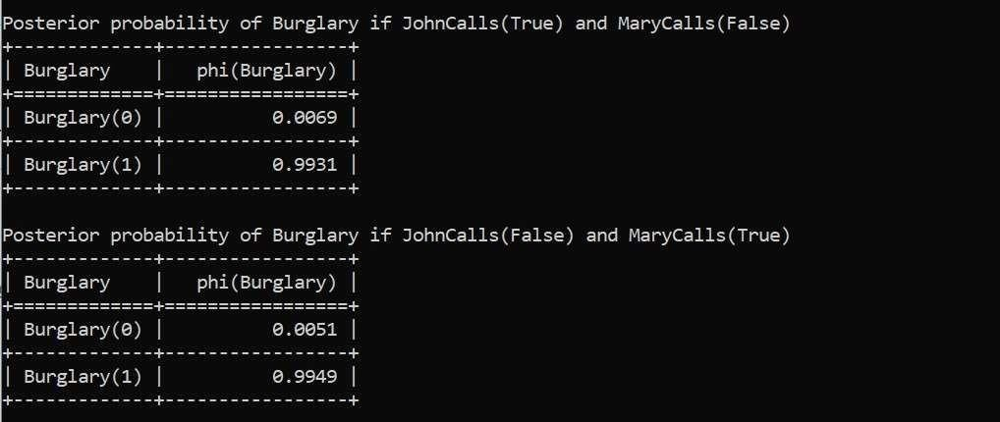 Posterior probability of Burglary if JohnCalls(True) and MaryCalls(False)
+-------------+-----------------+
| Burglary    |   phi(Burglary) |
+=============+=================+
| Burglary(0) |          0.0069 |
+-------------+-----------------+
| Burglary(1) |          0.9931 |
+-------------+-----------------+

Posterior probability of Burglary if JohnCalls(False) and MaryCalls(True)
+-------------+-----------------+
| Burglary    |   phi(Burglary) |
+=============+=================+
| Burglary(0) |          0.0051 |
+-------------+-----------------+
| Burglary(1) |          0.9949 |
+-------------+-----------------+